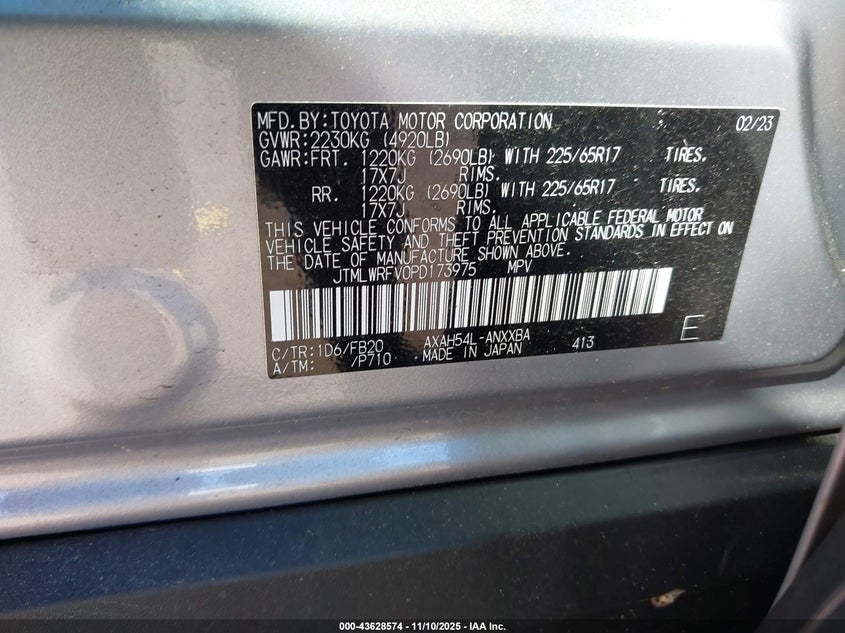 MFD.BY:TOYOTA MOTOR CORPORATION 02/23
GVWR:2230KG (4920LB)
GAWR:FRT. 1220KG (2690LB) WITH 225/65R17 TIRES.
17X7J RIMS.
RR. 1220KG (2690LB) WITH 225/65R17 TIRES.
17X7J RIMS.
THIS VEHICLE CONFORMS TO ALL APPLICABLE FEDERAL MOTOR
VEHICLE SAFETY AND THEFT PREVENTION STANDARDS IN EFFECT ON
THE DATE OF MANUFACTURE SHOWN ABOVE.
JTMLWRFV0PD173975 MPV
C/TR:1D6/FB20 AXAH54L-ANXXBA 413 E
A/TM: /P710 MADE IN JAPAN
000-43628574 — 11/10/2025 — IAA Inc.